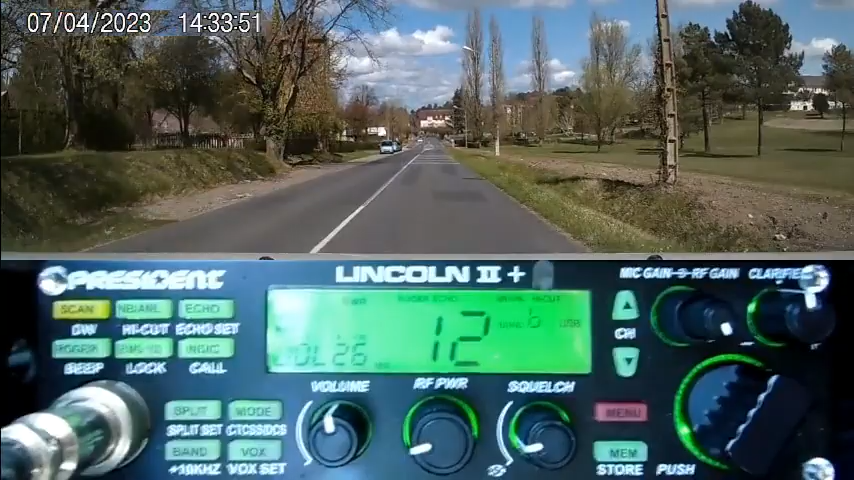 07/04/2023 14:33:51
PRESIDENT LINCOLN II +
MIC GAIN RF GAIN CLARIFIER
SCAN NB/ANL ECHO
DW HI-CUT ECHO SET
ROGER
BEEP LOCK CALL
VOL 26 12 6 USB
CH
VOLUME RF PWR SQUELCH
SPLIT MODE MENU
SPLIT SET CTCSS/DCS
BAND VOX MEM
+10KHZ VOX SET STORE PUSH